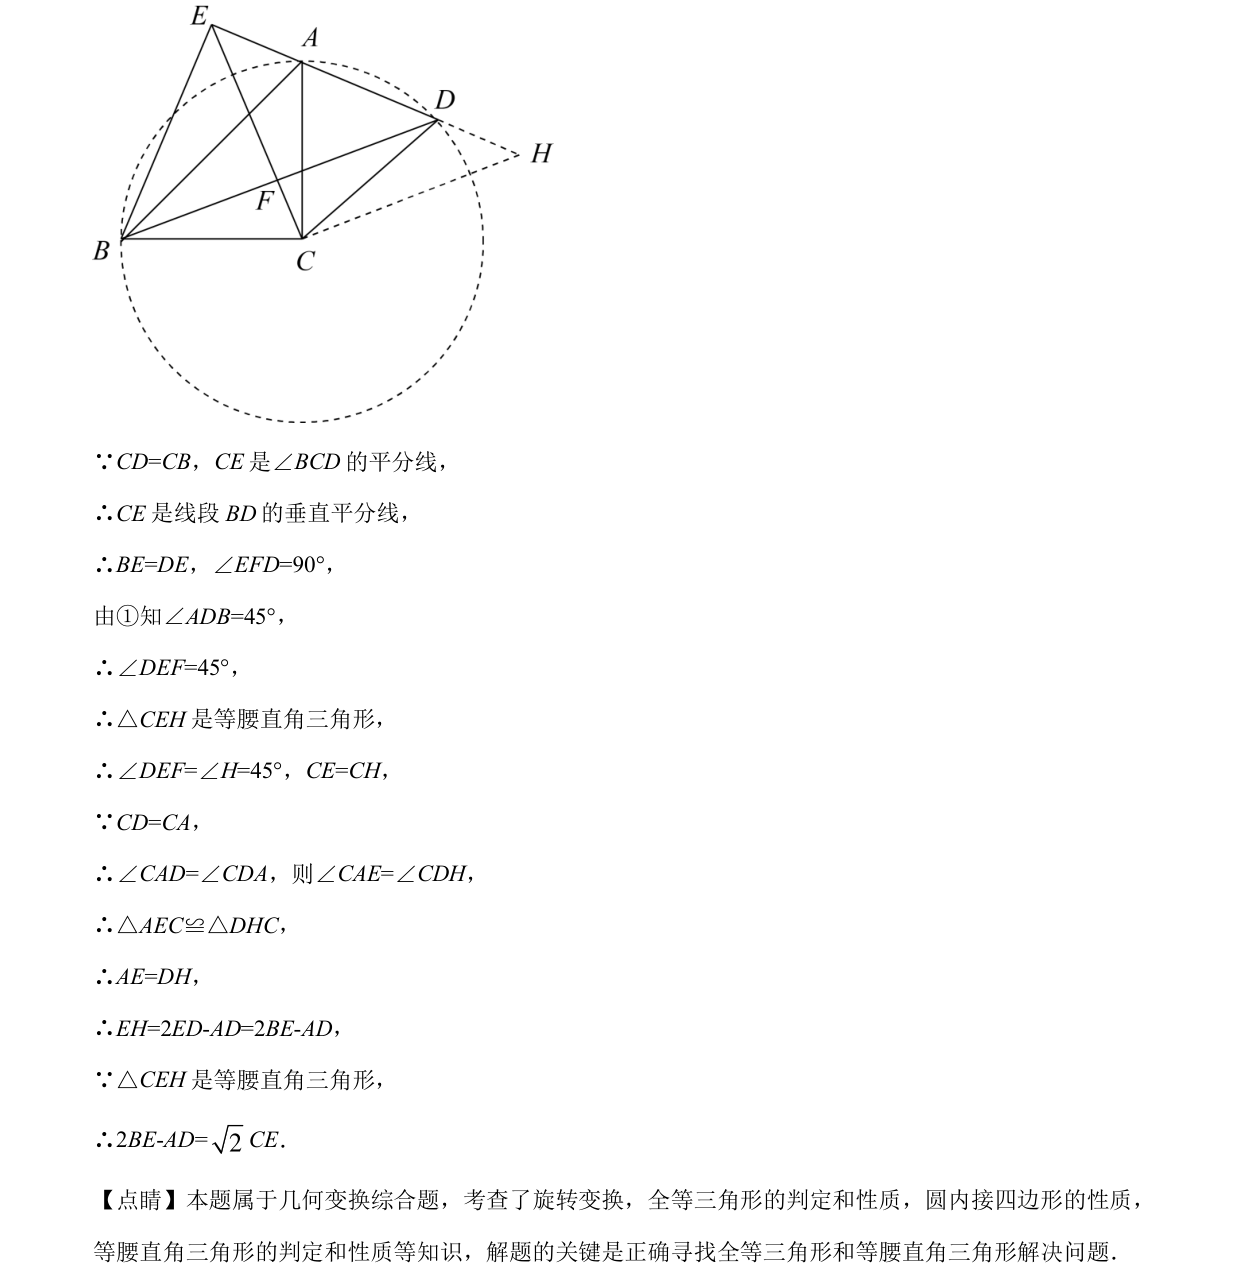 E
A
D
H
F
B
C
∵CD=CB，CE是∠BCD的平分线，
∴CE是线段BD的垂直平分线，
∴BE=DE，∠EFD=90°，
由①知∠ADB=45°，
∴∠DEF=45°，
∴△CEH是等腰直角三角形，
∴∠DEF=∠H=45°，CE=CH，
∵CD=CA，
∴∠CAD=∠CDA，则∠CAE=∠CDH，
∴△AEC≌△DHC，
∴AE=DH，
∴EH=2ED-AD=2BE-AD，
∵△CEH是等腰直角三角形，
∴2BE-AD=√2 CE．
【点睛】本题属于几何变换综合题，考查了旋转变换，全等三角形的判定和性质，圆内接四边形的性质，
等腰直角三角形的判定和性质等知识，解题的关键是正确寻找全等三角形和等腰直角三角形解决问题．